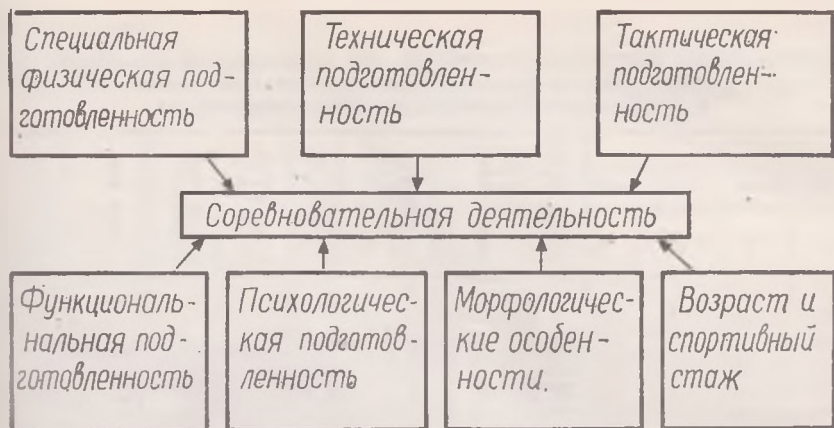 Специальная
физическая под-
готовленность
Техническая
подготовлен-
ность
Тактическая
подготовлен-
ность
Соревновательная деятельность
Функциональ-
нальная под-
готовленность
Психологичес-
кая подготов-
ленность
Морфологичес-
кие особен-
ности.
Возраст и
спортивный
стаж